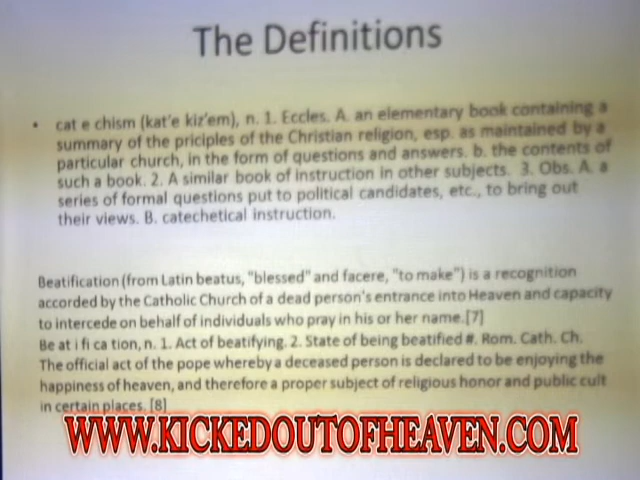 The Definitions
• cat e chism (kat'e kiz'em), n. 1. Eccles. A. an elementary book containing a
summary of the priciples of the Christian religion, esp. as maintained by a
particular church, in the form of questions and answers. b. the contents of
such a book. 2. A similar book of instruction in other subjects. 3. Obs. A. a
series of formal questions put to political candidates, etc., to bring out
their views. B. catechetical instruction.
Beatification (from Latin beatus, "blessed" and facere, "to make") is a recognition
accorded by the Catholic Church of a dead person's entrance into Heaven and capacity
to intercede on behalf of individuals who pray in his or her name.[7]
Be at i fi ca tion, n. 1. Act of beatifying. 2. State of being beatified #. Rom. Cath. Ch.
The official act of the pope whereby a deceased person is declared to be enjoying the
happiness of heaven, and therefore a proper subject of religious honor and public cult
in certain places. [8]
WWW.KICKEDOUTOFHEAVEN.COM